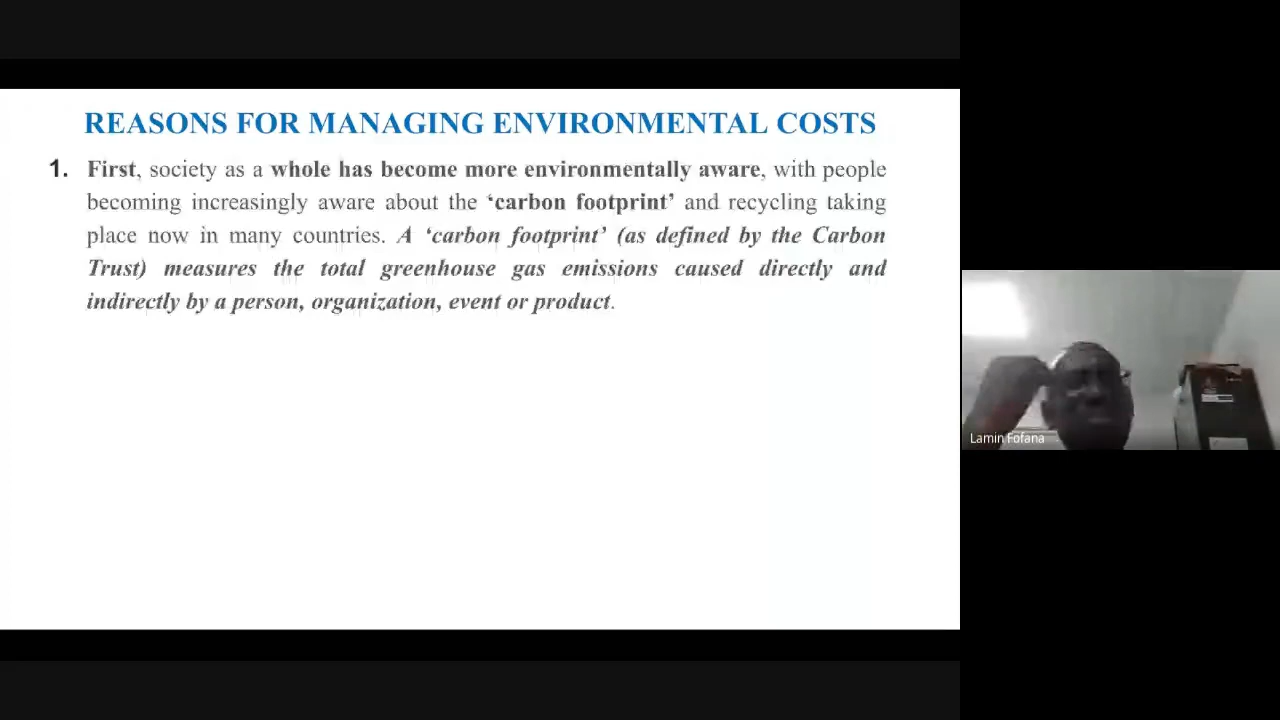 REASONS FOR MANAGING ENVIRONMENTAL COSTS
1. First, society as a whole has become more environmentally aware, with people
becoming increasingly aware about the ‘carbon footprint’ and recycling taking
place now in many countries. A ‘carbon footprint’ (as defined by the Carbon
Trust) measures the total greenhouse gas emissions caused directly and
indirectly by a person, organization, event or product.
Lamin Fofana